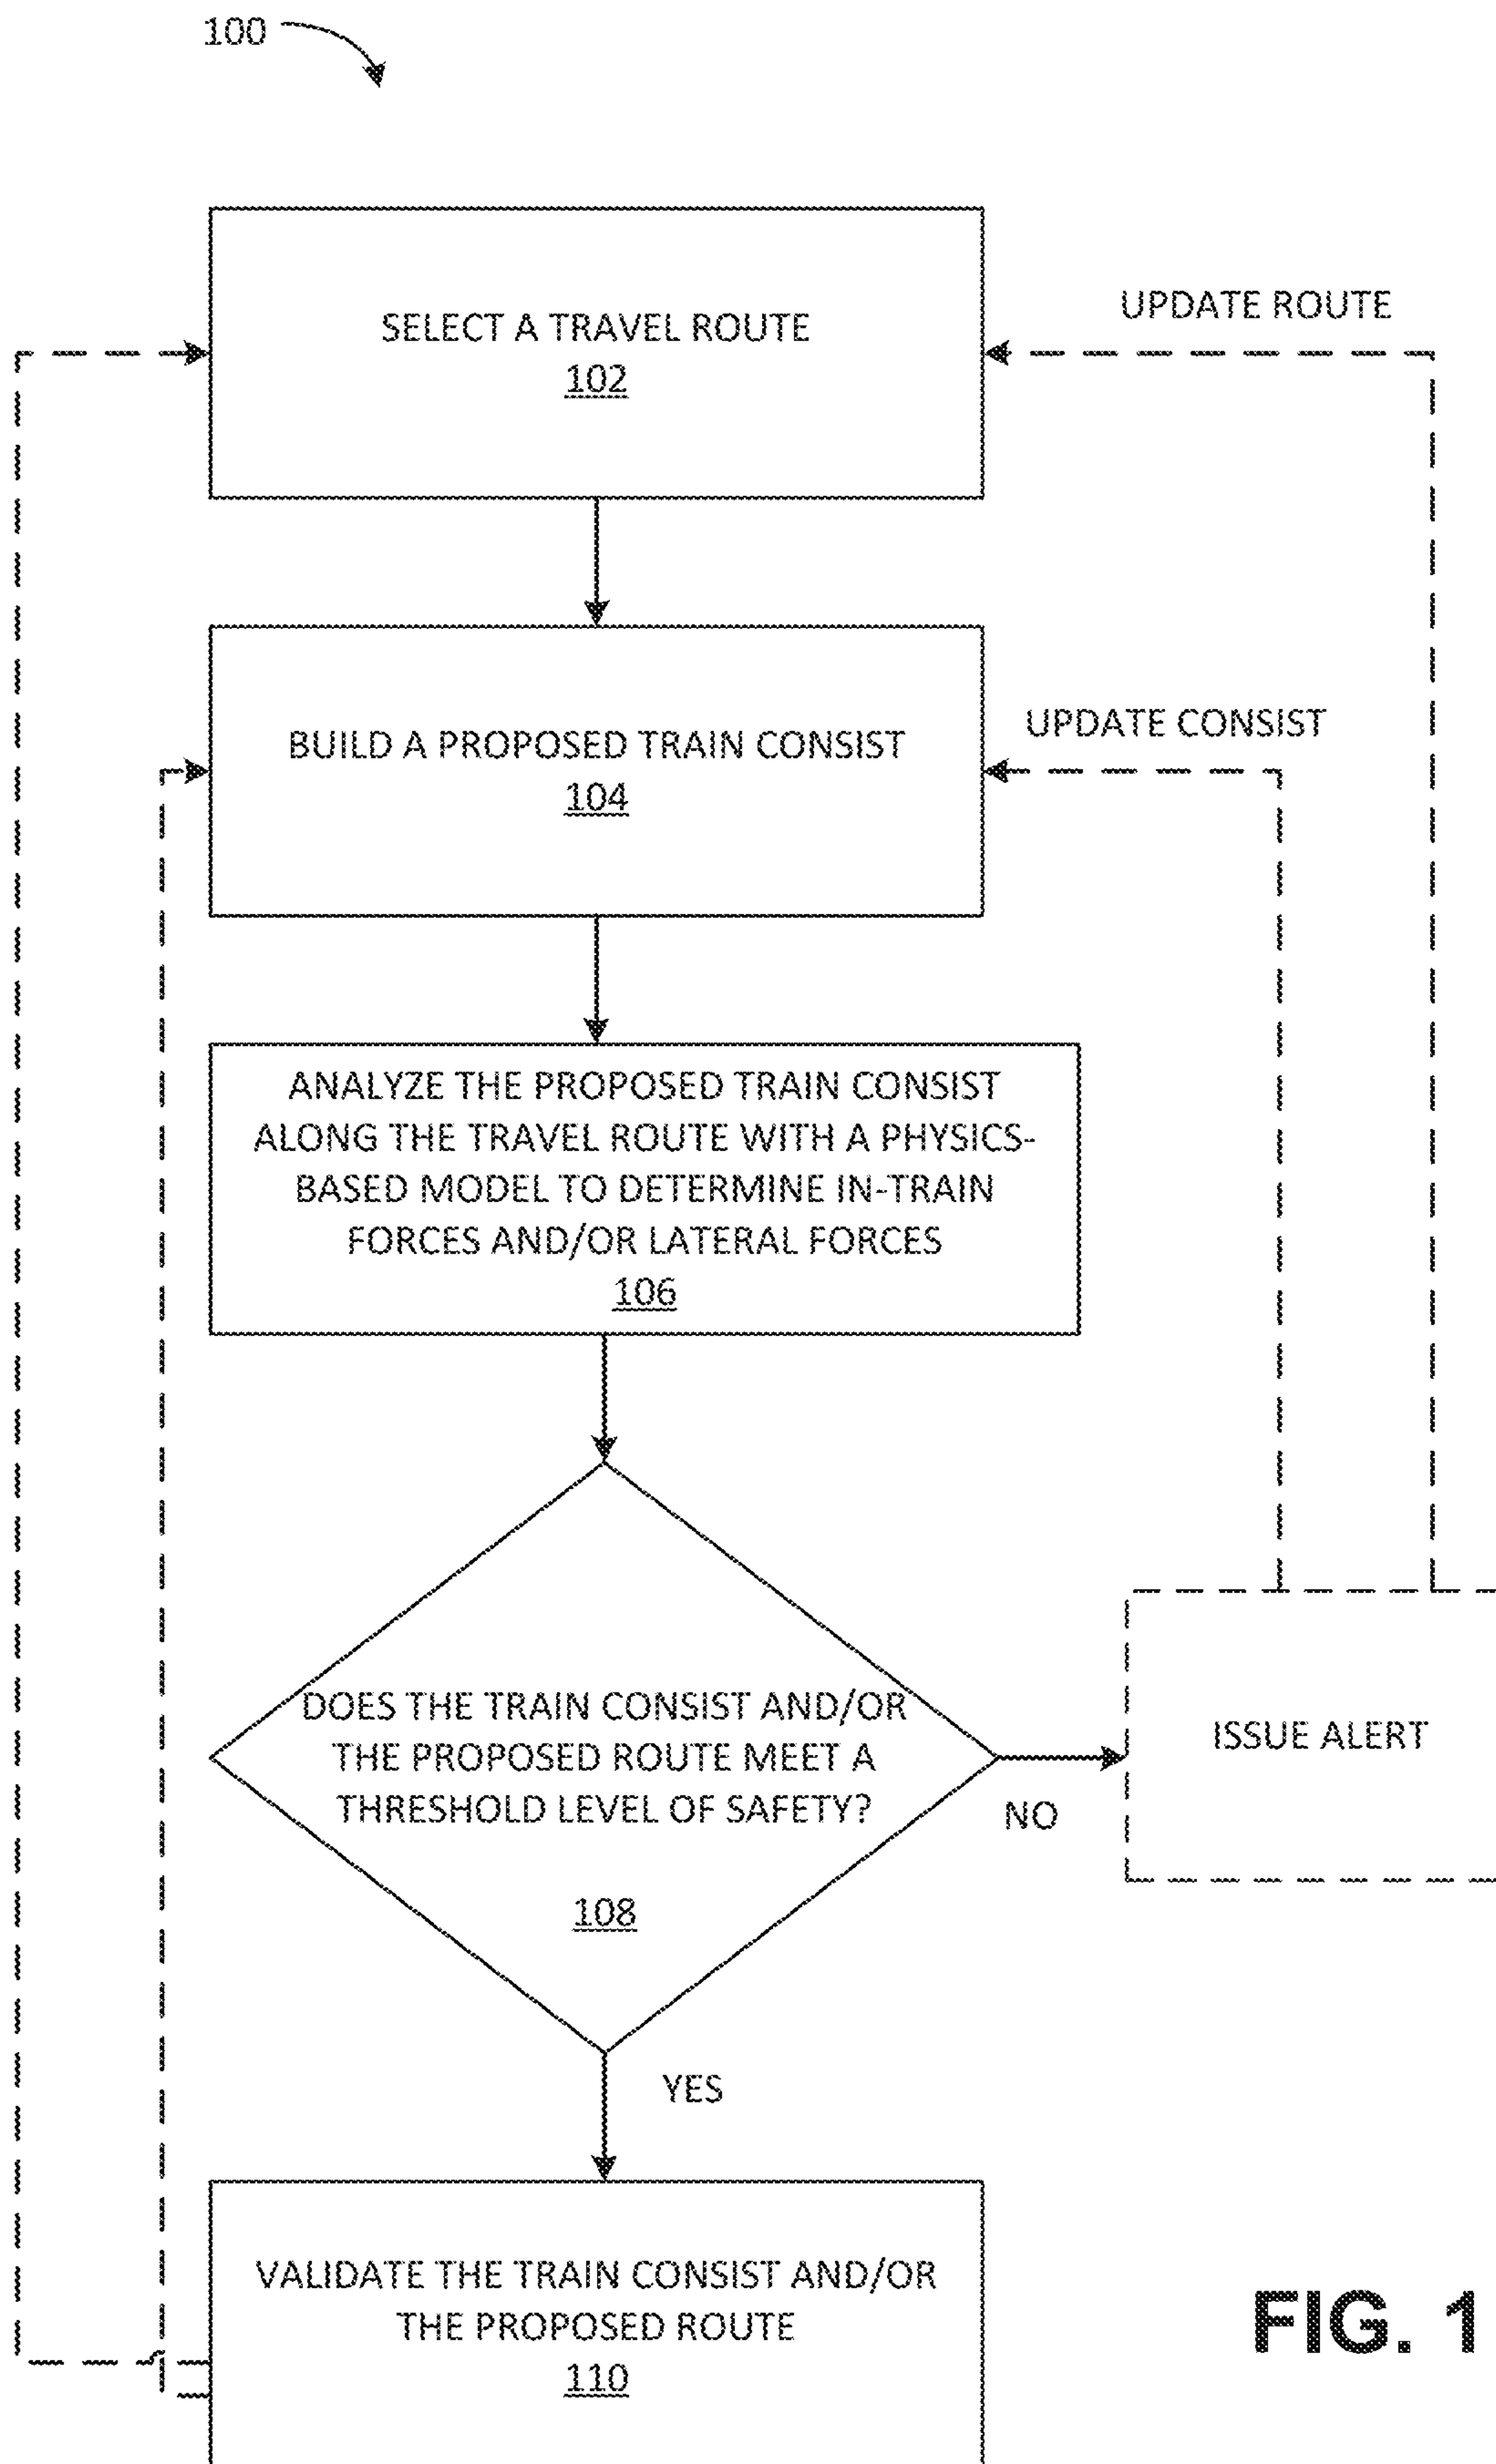 100
SELECT A TRAVEL ROUTE
102
UPDATE ROUTE
BUILD A PROPOSED TRAIN CONSIST
104
UPDATE CONSIST
ANALYZE THE PROPOSED TRAIN CONSIST
ALONG THE TRAVEL ROUTE WITH A PHYSICS-
BASED MODEL TO DETERMINE IN-TRAIN
FORCES AND/OR LATERAL FORCES
106
DOES THE TRAIN CONSIST AND/OR
THE PROPOSED ROUTE MEET A
THRESHOLD LEVEL OF SAFETY?
108
NO
ISSUE ALERT
YES
VALIDATE THE TRAIN CONSIST AND/OR
THE PROPOSED ROUTE
110
FIG. 1